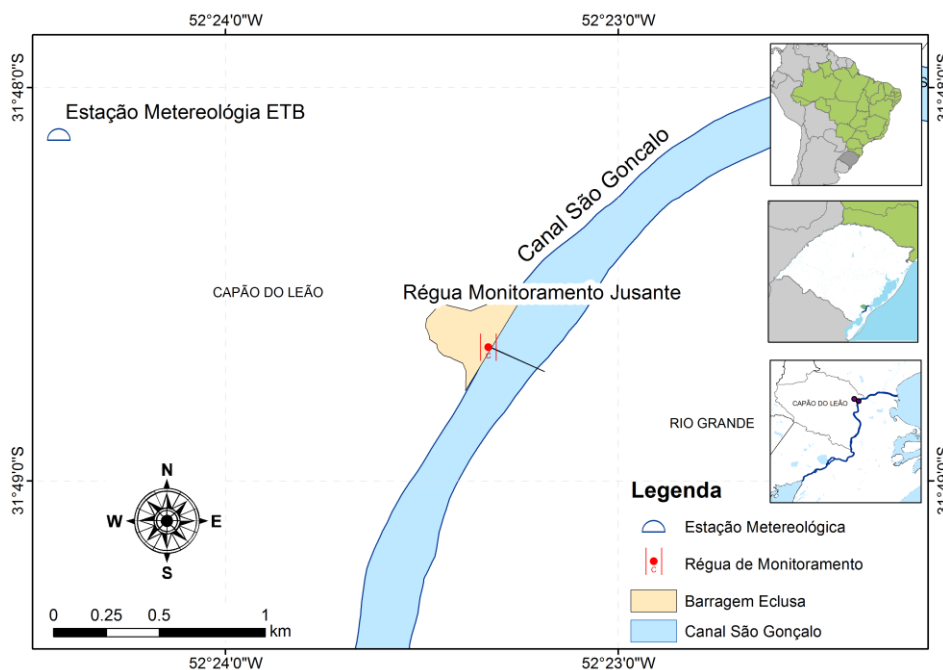 52°24'0"W
52°23'0"W
31°48'0"S
31°48'0"S
Estação Metereológia ETB
Canal São Gonçalo
CAPÃO DO LEÃO
Régua Monitoramento Jusante
C
CAPÃO DO LEÃO
RIO GRANDE
31°49'0"S
31°49'0"S
N
W
E
S
Legenda
Estação Metereológica
C
Régua de Monitoramento
Barragem Eclusa
Canal São Gonçalo
0 0.25 0.5 1
km
52°24'0"W
52°23'0"W